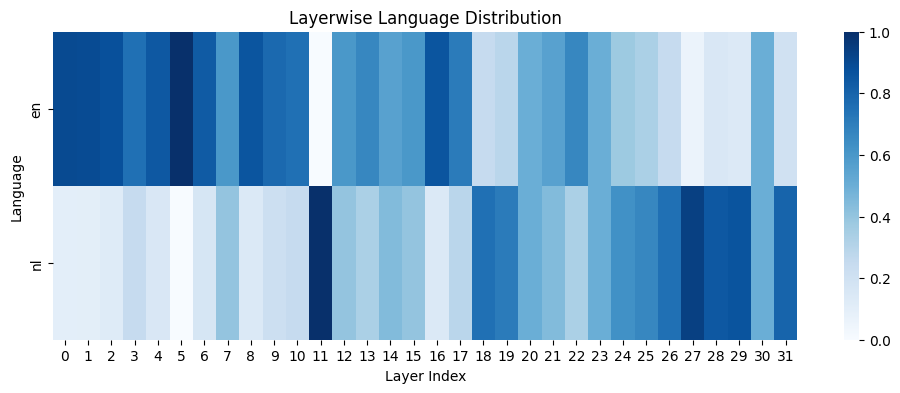 Layerwise Language Distribution
Language
en
nl
0 1 2 3 4 5 6 7 8 9 10 11 12 13 14 15 16 17 18 19 20 21 22 23 24 25 26 27 28 29 30 31
Layer Index
1.0
0.8
0.6
0.4
0.2
0.0